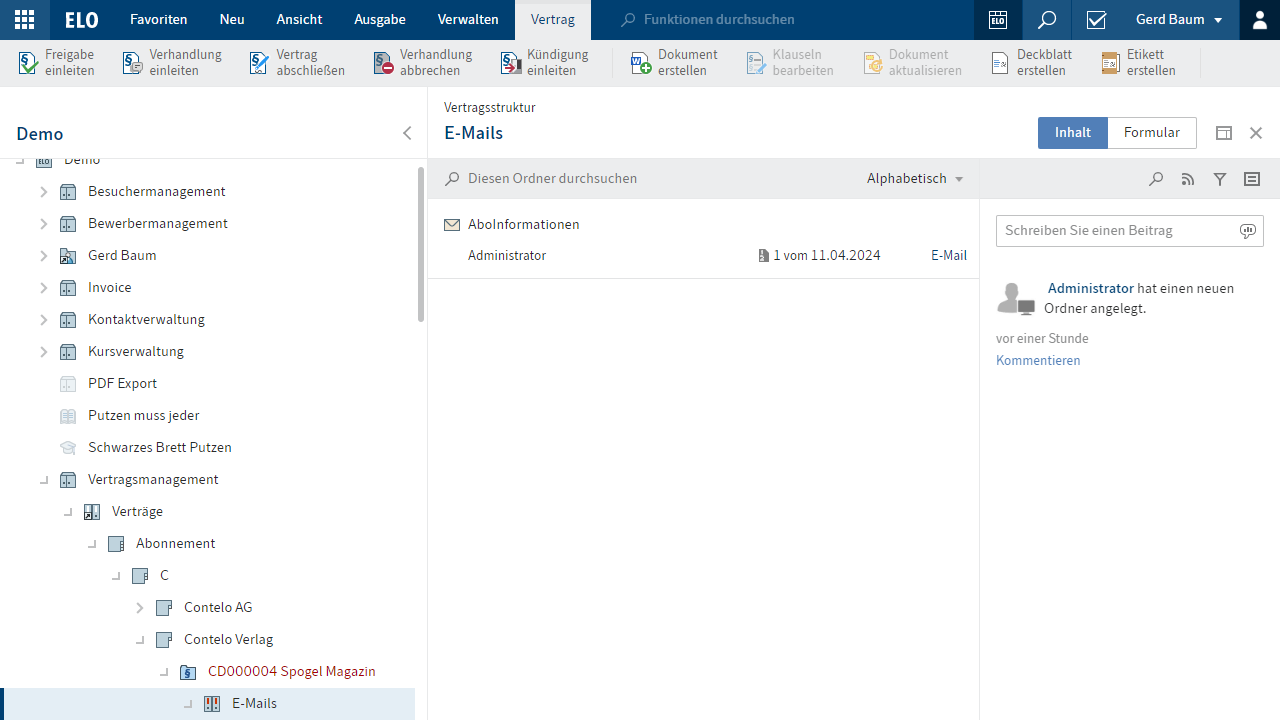 ELO Favoriten Neu Ansicht Ausgabe Verwalten Vertrag Funktionen durchsuchen ELO Gerd Baum
Freigabe einleiten
Verhandlung einleiten
Vertrag abschließen
Verhandlung abbrechen
Kündigung einleiten
Dokument erstellen
Klauseln bearbeiten
Dokument aktualisieren
Deckblatt erstellen
Etikett erstellen
Demo
Demo
Besuchermanagement
Bewerbermanagement
Gerd Baum
Invoice
Kontaktverwaltung
Kursverwaltung
PDF Export
Putzen muss jeder
Schwarzes Brett Putzen
Vertragsmanagement
Verträge
Abonnement
C
Contelo AG
Contelo Verlag
CD000004 Spogel Magazin
E-Mails
Vertragsstruktur
E-Mails
Inhalt Formular
Diesen Ordner durchsuchen Alphabetisch
AboInformationen
Administrator 1 vom 11.04.2024 E-Mail
Schreiben Sie einen Beitrag
Administrator hat einen neuen
Ordner angelegt.
vor einer Stunde
Kommentieren